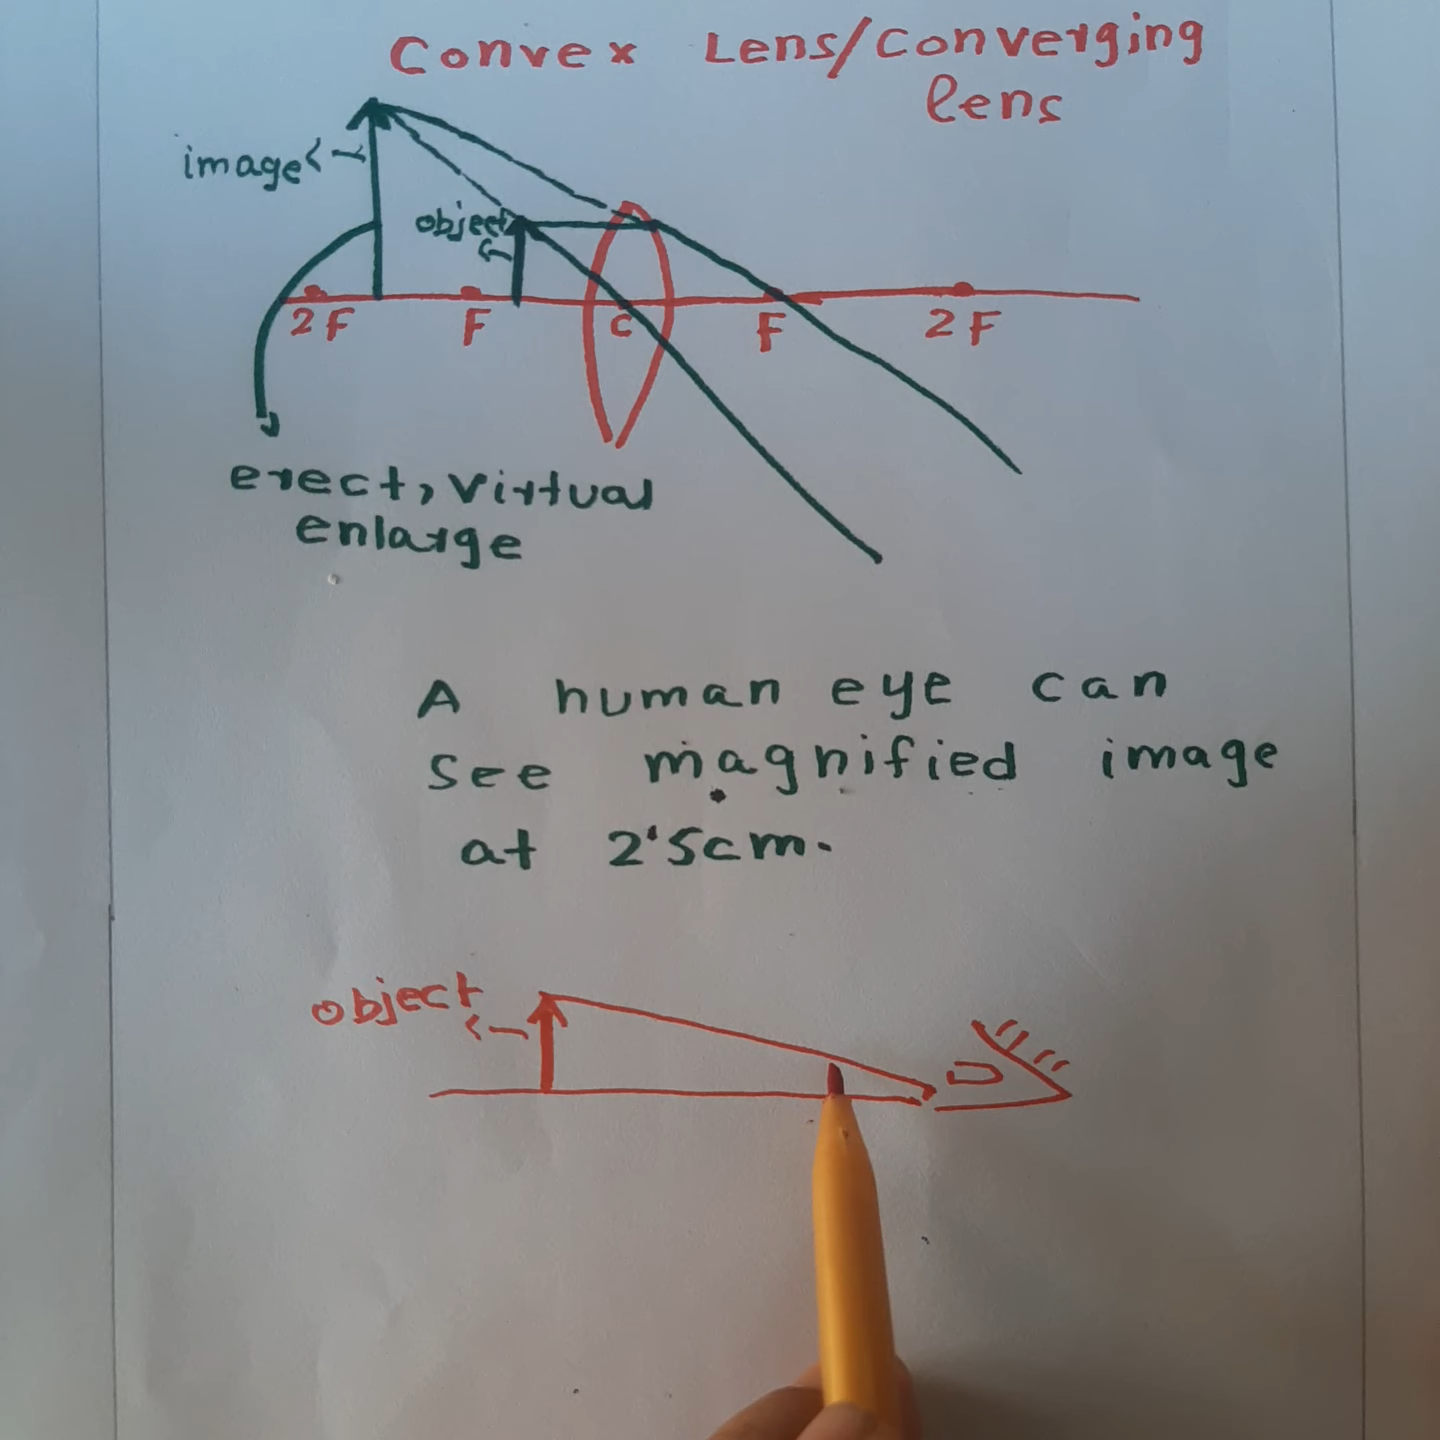 Convex Lens/Converging
lens
image
object
2F F C F 2F
erect, virtual
enlarge
A human eye can
see magnified image
at 2.5cm.
object